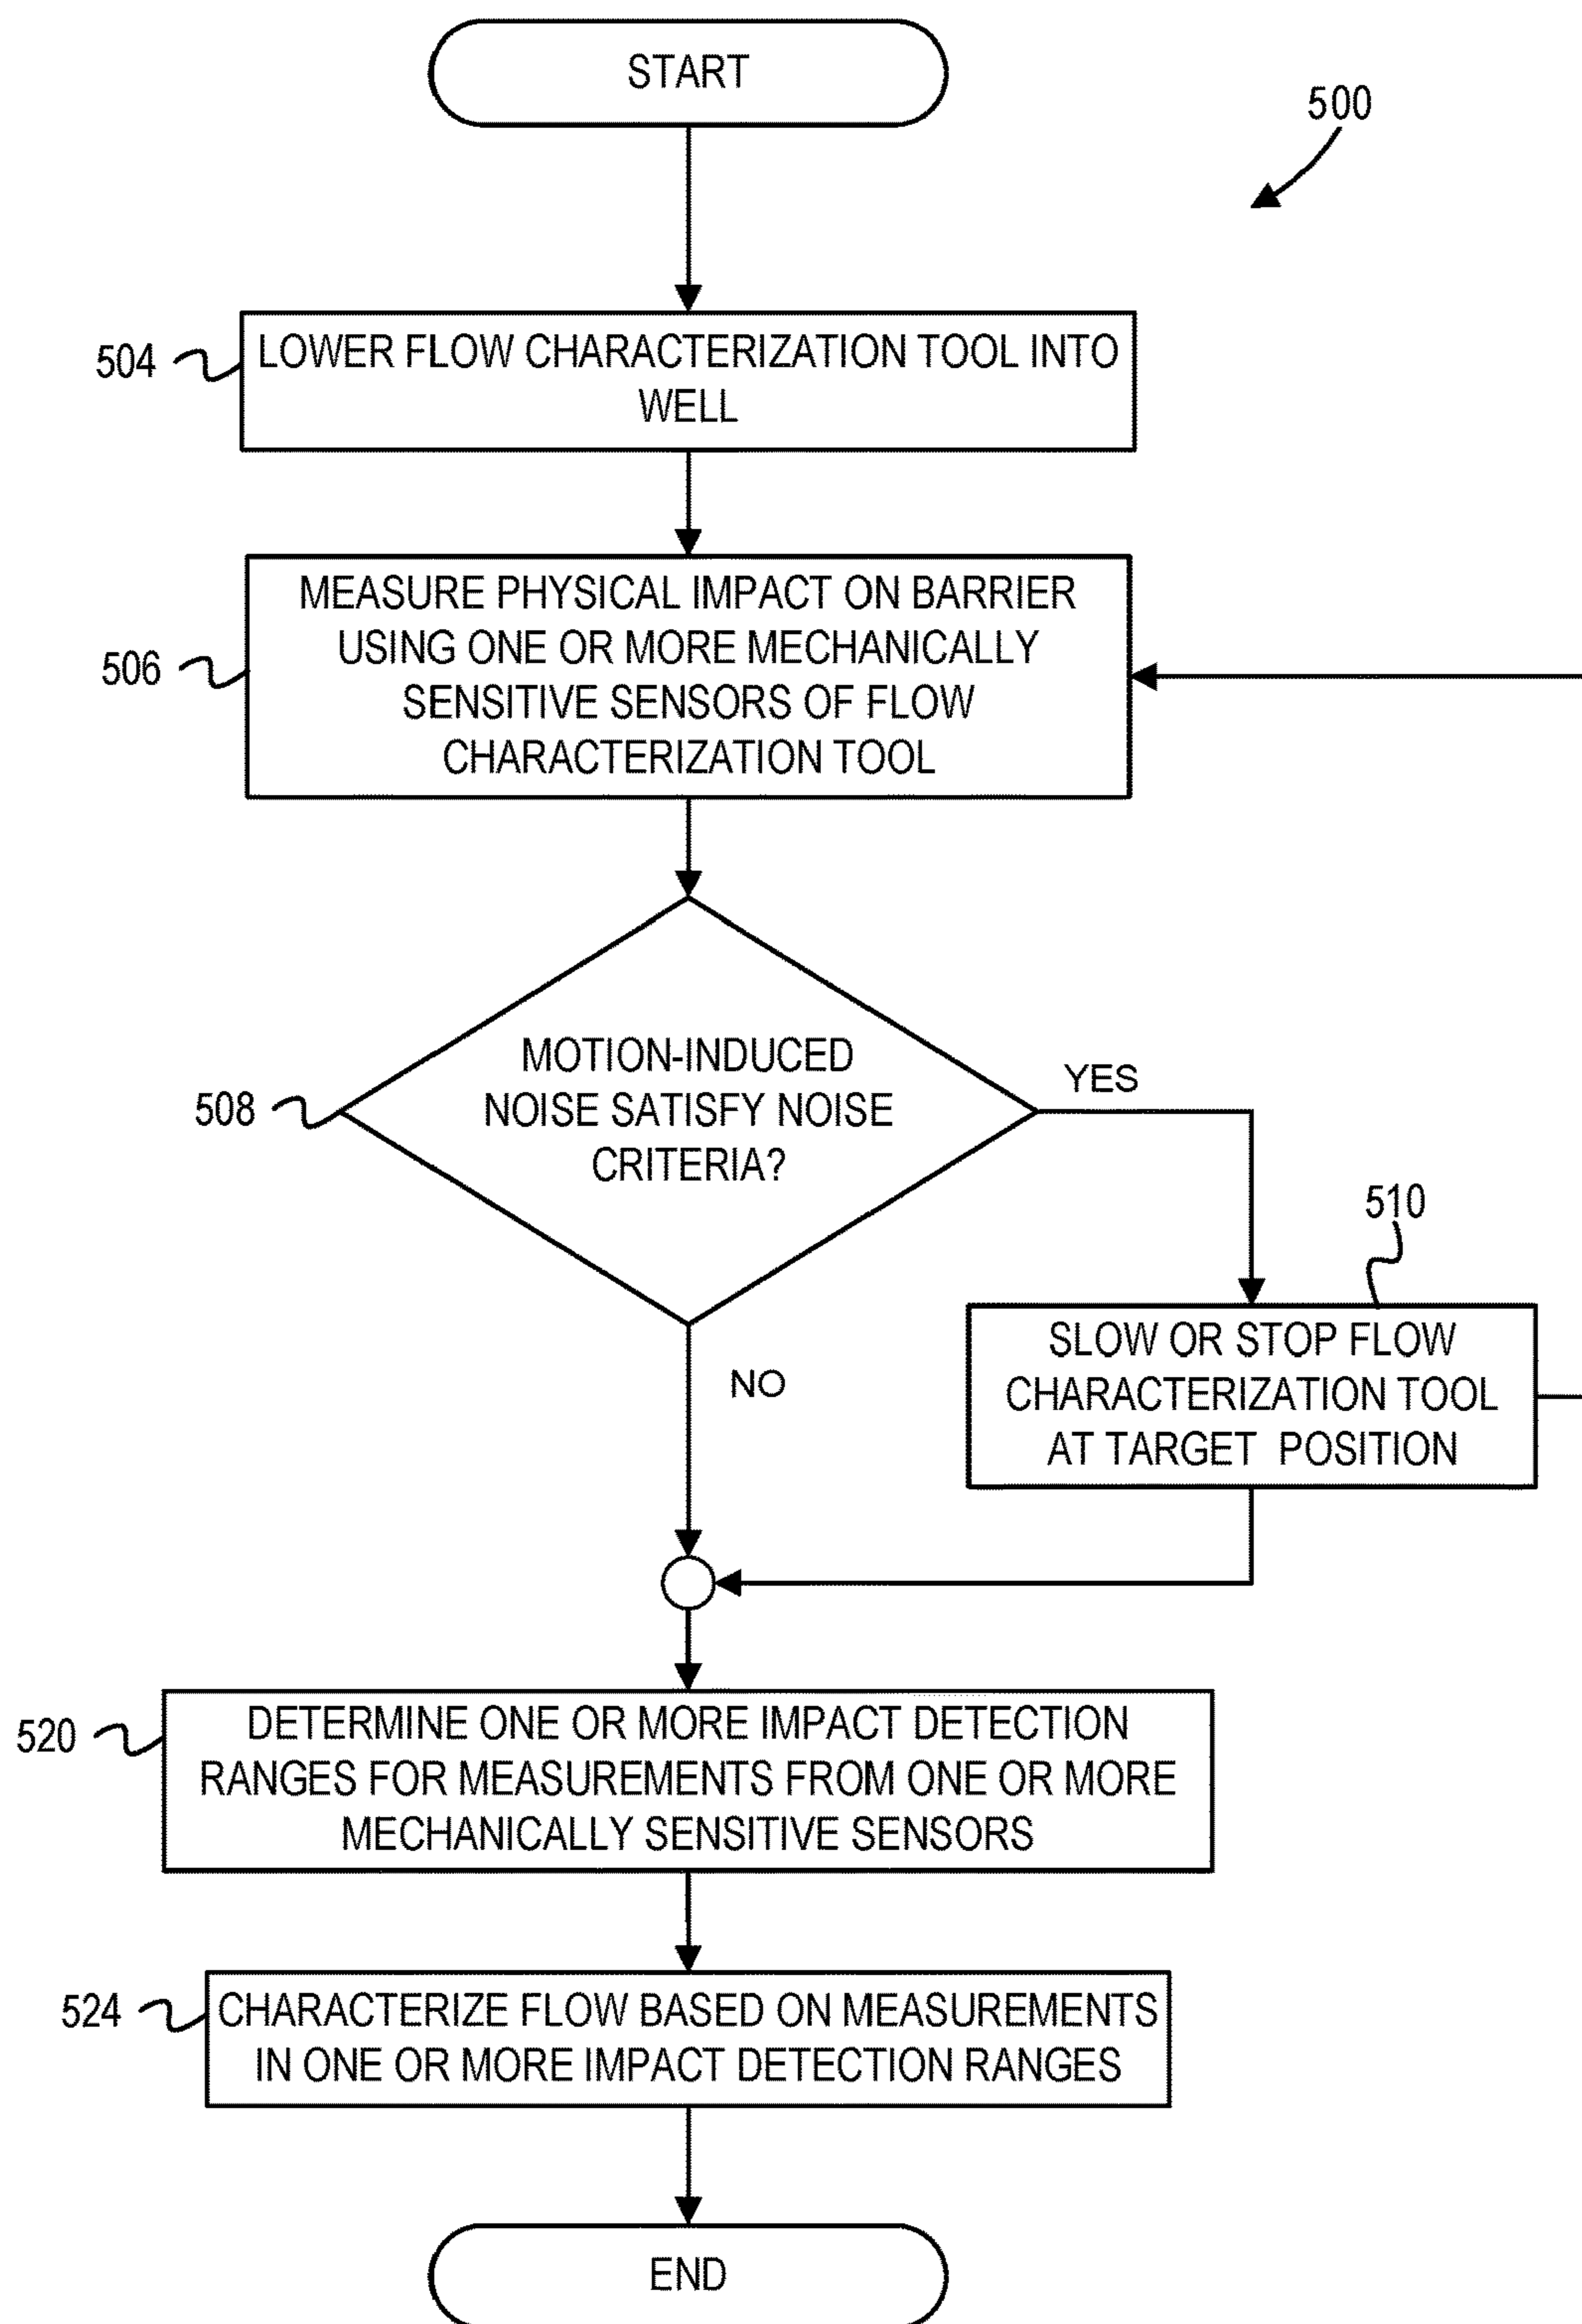 START
500
504
LOWER FLOW CHARACTERIZATION TOOL INTO
WELL
506
MEASURE PHYSICAL IMPACT ON BARRIER
USING ONE OR MORE MECHANICALLY
SENSITIVE SENSORS OF FLOW
CHARACTERIZATION TOOL
508
MOTION-INDUCED
NOISE SATISFY NOISE
CRITERIA?
YES
510
SLOW OR STOP FLOW
CHARACTERIZATION TOOL
AT TARGET POSITION
NO
520
DETERMINE ONE OR MORE IMPACT DETECTION
RANGES FOR MEASUREMENTS FROM ONE OR MORE
MECHANICALLY SENSITIVE SENSORS
524
CHARACTERIZE FLOW BASED ON MEASUREMENTS
IN ONE OR MORE IMPACT DETECTION RANGES
END